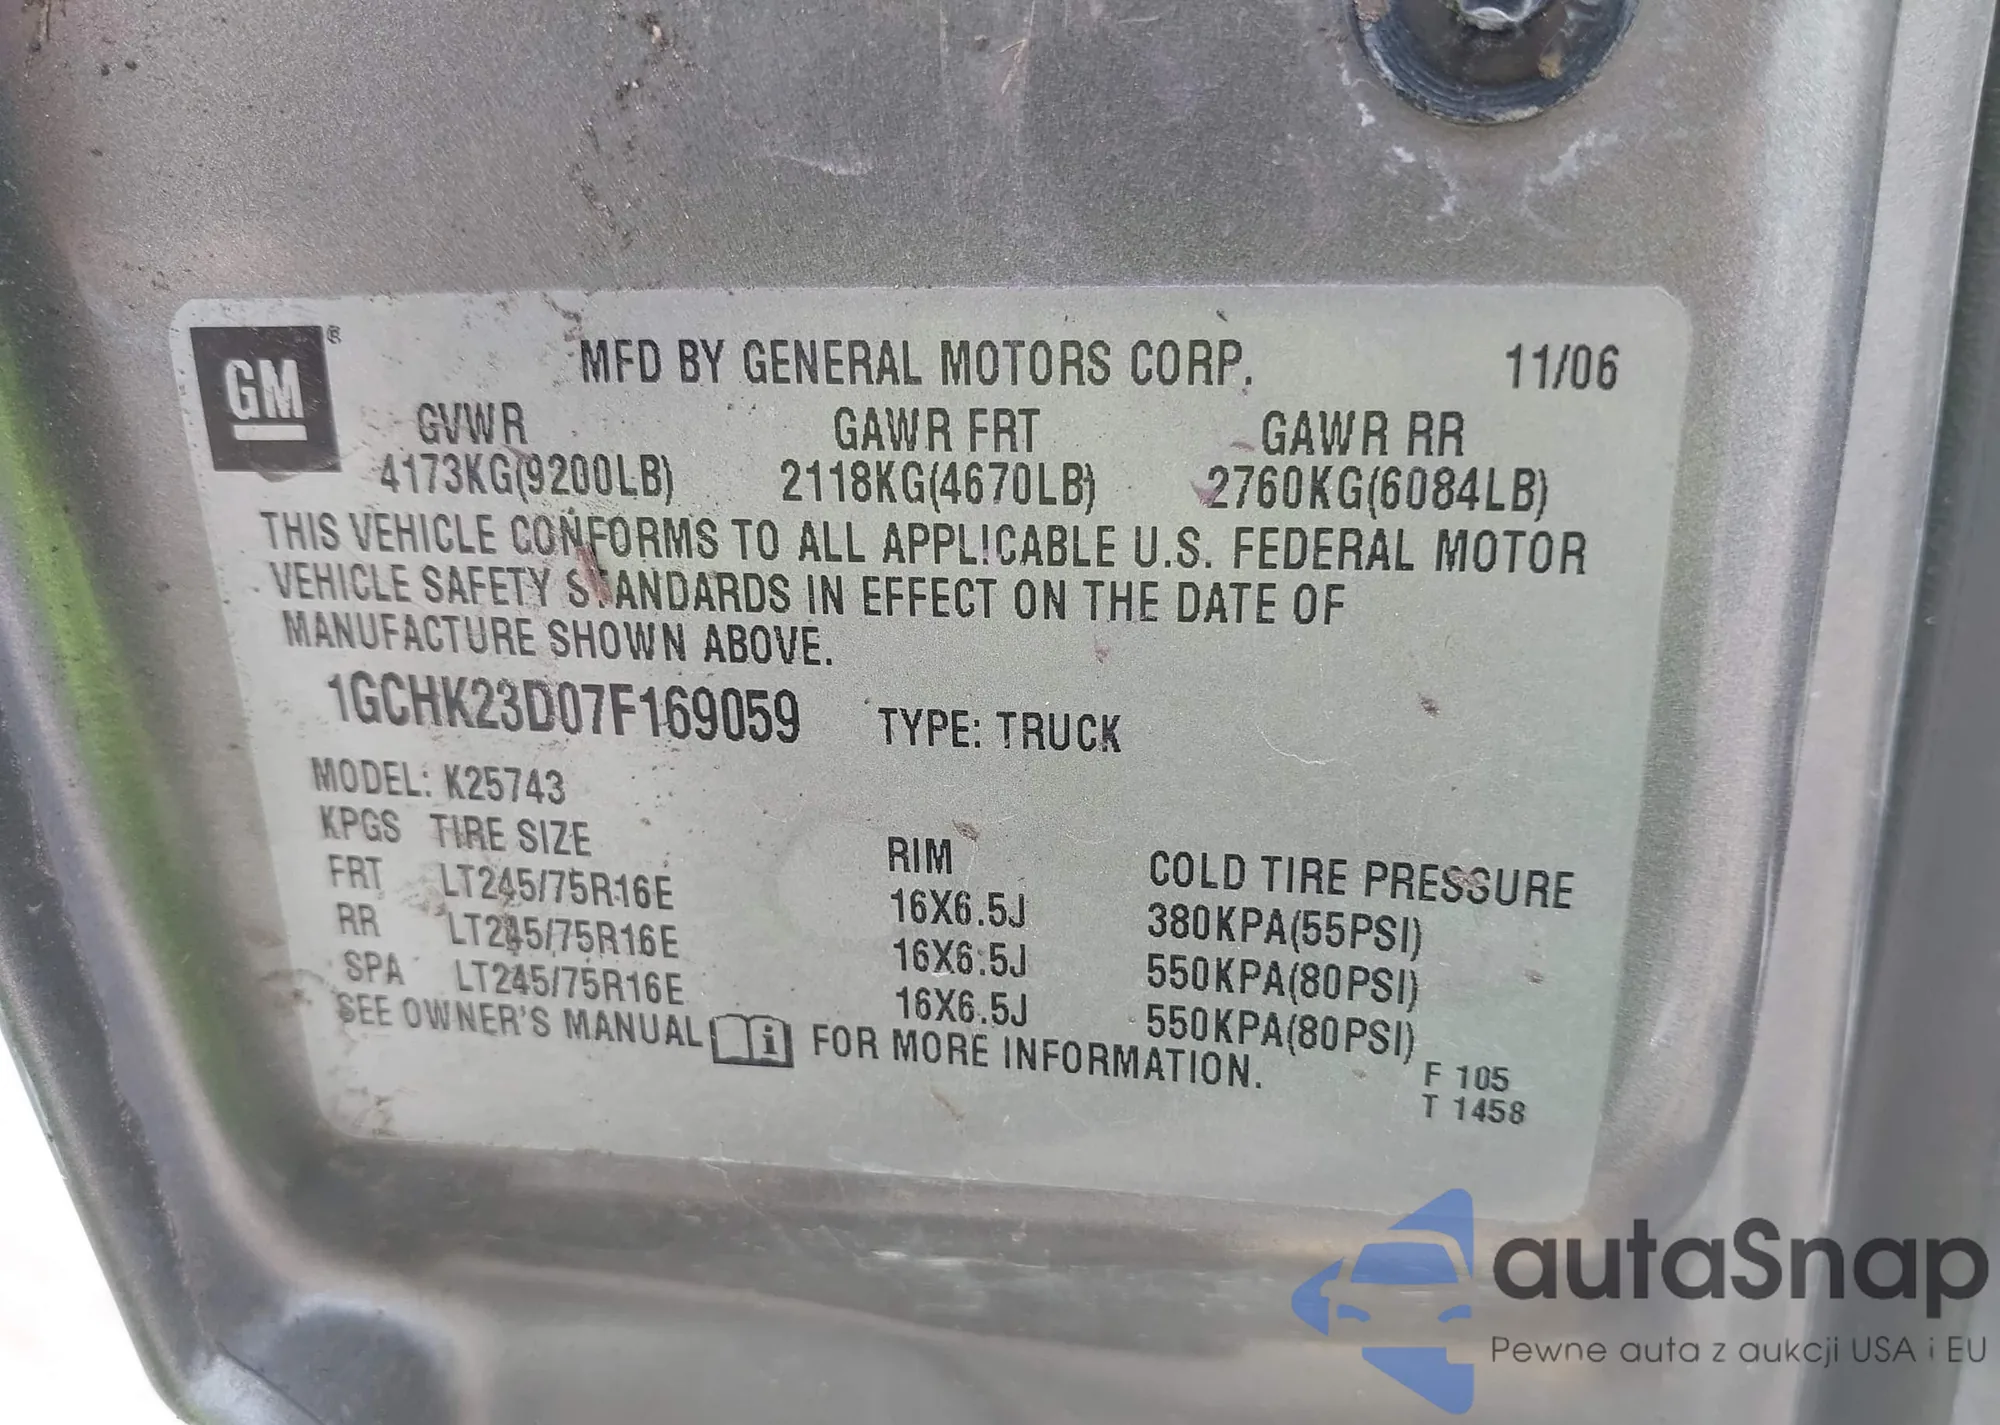 GM ®
MFD BY GENERAL MOTORS CORP. 11/06
GVWR GAWR FRT GAWR RR
4173KG(9200LB) 2118KG(4670LB) 2760KG(6084LB)
THIS VEHICLE CONFORMS TO ALL APPLICABLE U.S. FEDERAL MOTOR
VEHICLE SAFETY STANDARDS IN EFFECT ON THE DATE OF
MANUFACTURE SHOWN ABOVE.
1GCHK23D07F169059 TYPE: TRUCK
MODEL: K25743
KPGS TIRE SIZE RIM COLD TIRE PRESSURE
FRT LT245/75R16E 16X6.5J 380KPA(55PSI)
RR LT245/75R16E 16X6.5J 550KPA(80PSI)
SPA LT245/75R16E 16X6.5J 550KPA(80PSI)
SEE OWNER'S MANUAL i FOR MORE INFORMATION.
F 105
T 1458
autaSnap
Pewne auta z aukcji USA i EU